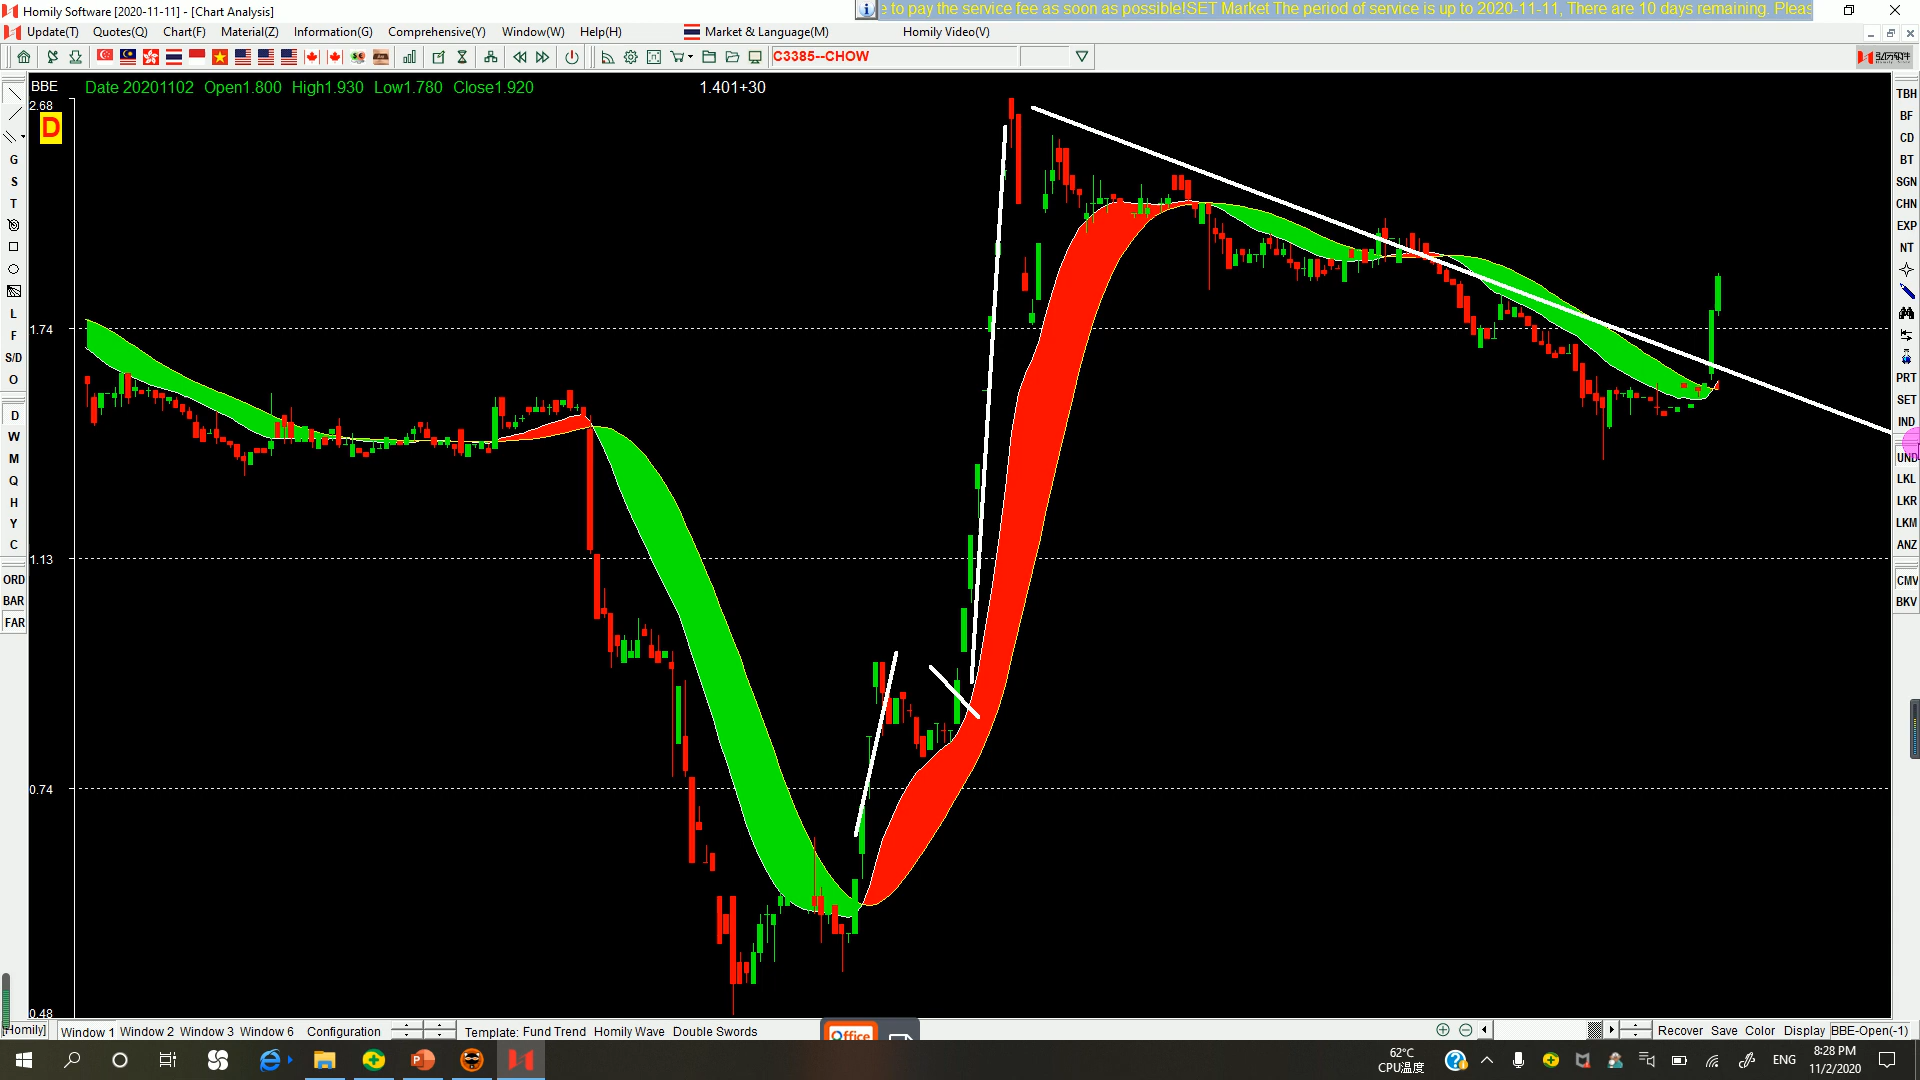 Homily Software [2020-11-11] - [Chart Analysis]
e to pay the service fee as soon as possible!SET Market The period of service is up to 2020-11-11, There are 10 days remaining. Pleas
Update(T) Quotes(Q) Chart(F) Material(Z) Information(G) Comprehensive(Y) Window(W) Help(H) Market & Language(M) Homily Video(V)
C3385--CHOW
BBE Date 20201102 Open1.800 High1.930 Low1.780 Close1.920 1.401+30
2.68
D
1.74
1.13
0.74
0.48
G
S
T
L
F
S/D
O
D
W
M
Q
H
Y
C
ORD
BAR
FAR
TBH
BF
CD
BT
SGN
CHN
EXP
NT
PRT
SET
IND
UND
LKL
LKR
LKM
ANZ
CMV
BKV
[Homily] Window 1 Window 2 Window 3 Window 6 Configuration Template: Fund Trend Homily Wave Double Swords
Office
Recover Save Color Display BBE-Open(-1)
62°C
CPU温度
ENG
8:28 PM
11/2/2020